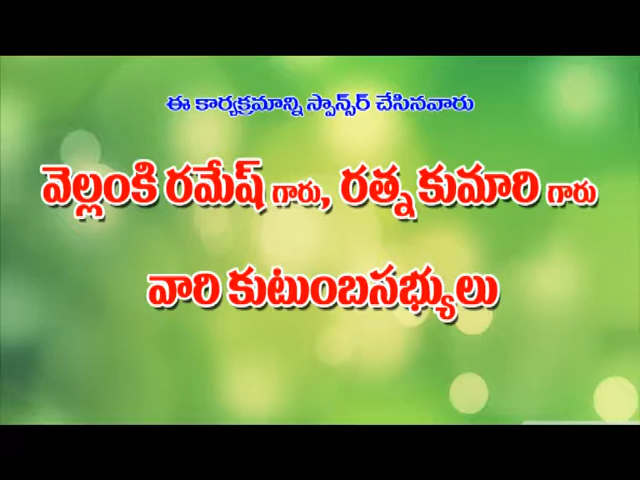 ఈ కార్యక్రమాన్ని స్పాన్సర్ చేసినవారు
వెల్లంకి రమేష్ గారు, రత్న కుమారి గారు
వారి కుటుంబసభ్యులు